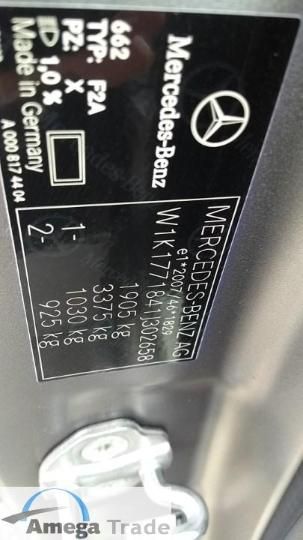 Mercedes-Benz
662
TYP: F2A
PZ: X
1,0 %
Made in Germany
A 000 817 44 04
MERCEDES-BENZ AG
e1*2007/46*1829
W1K1771841J302658
1905 kg
3375 kg
1- 1030 kg
2- 925 kg
Amega Trade